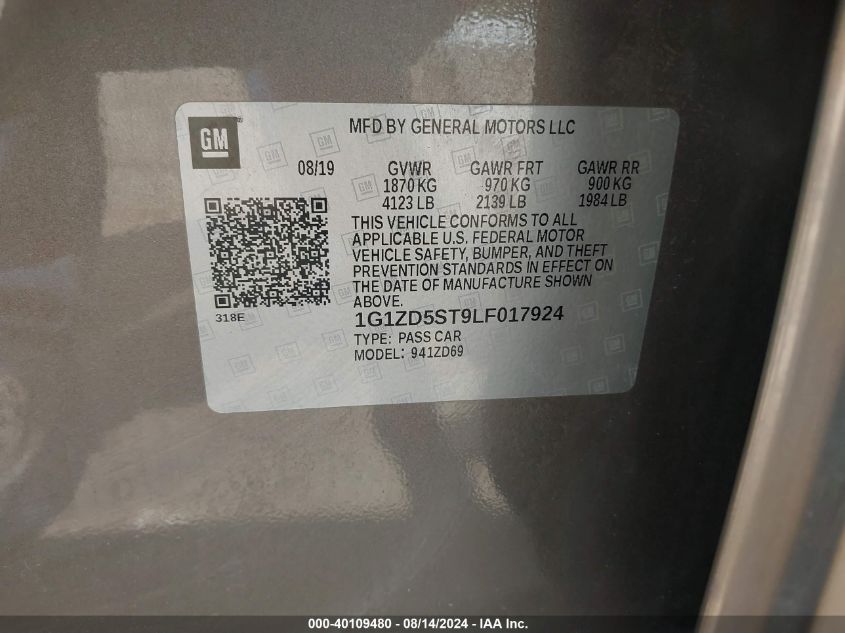 GM
MFD BY GENERAL MOTORS LLC
08/19 GVWR GAWR FRT GAWR RR
1870 KG 970 KG 900 KG
4123 LB 2139 LB 1984 LB
THIS VEHICLE CONFORMS TO ALL
APPLICABLE U.S. FEDERAL MOTOR
VEHICLE SAFETY, BUMPER, AND THEFT
PREVENTION STANDARDS IN EFFECT ON
THE DATE OF MANUFACTURE SHOWN
ABOVE.
318E
1G1ZD5ST9LF017924
TYPE: PASS CAR
MODEL: 941ZD69
000-40109480 - 08/14/2024 - IAA Inc.